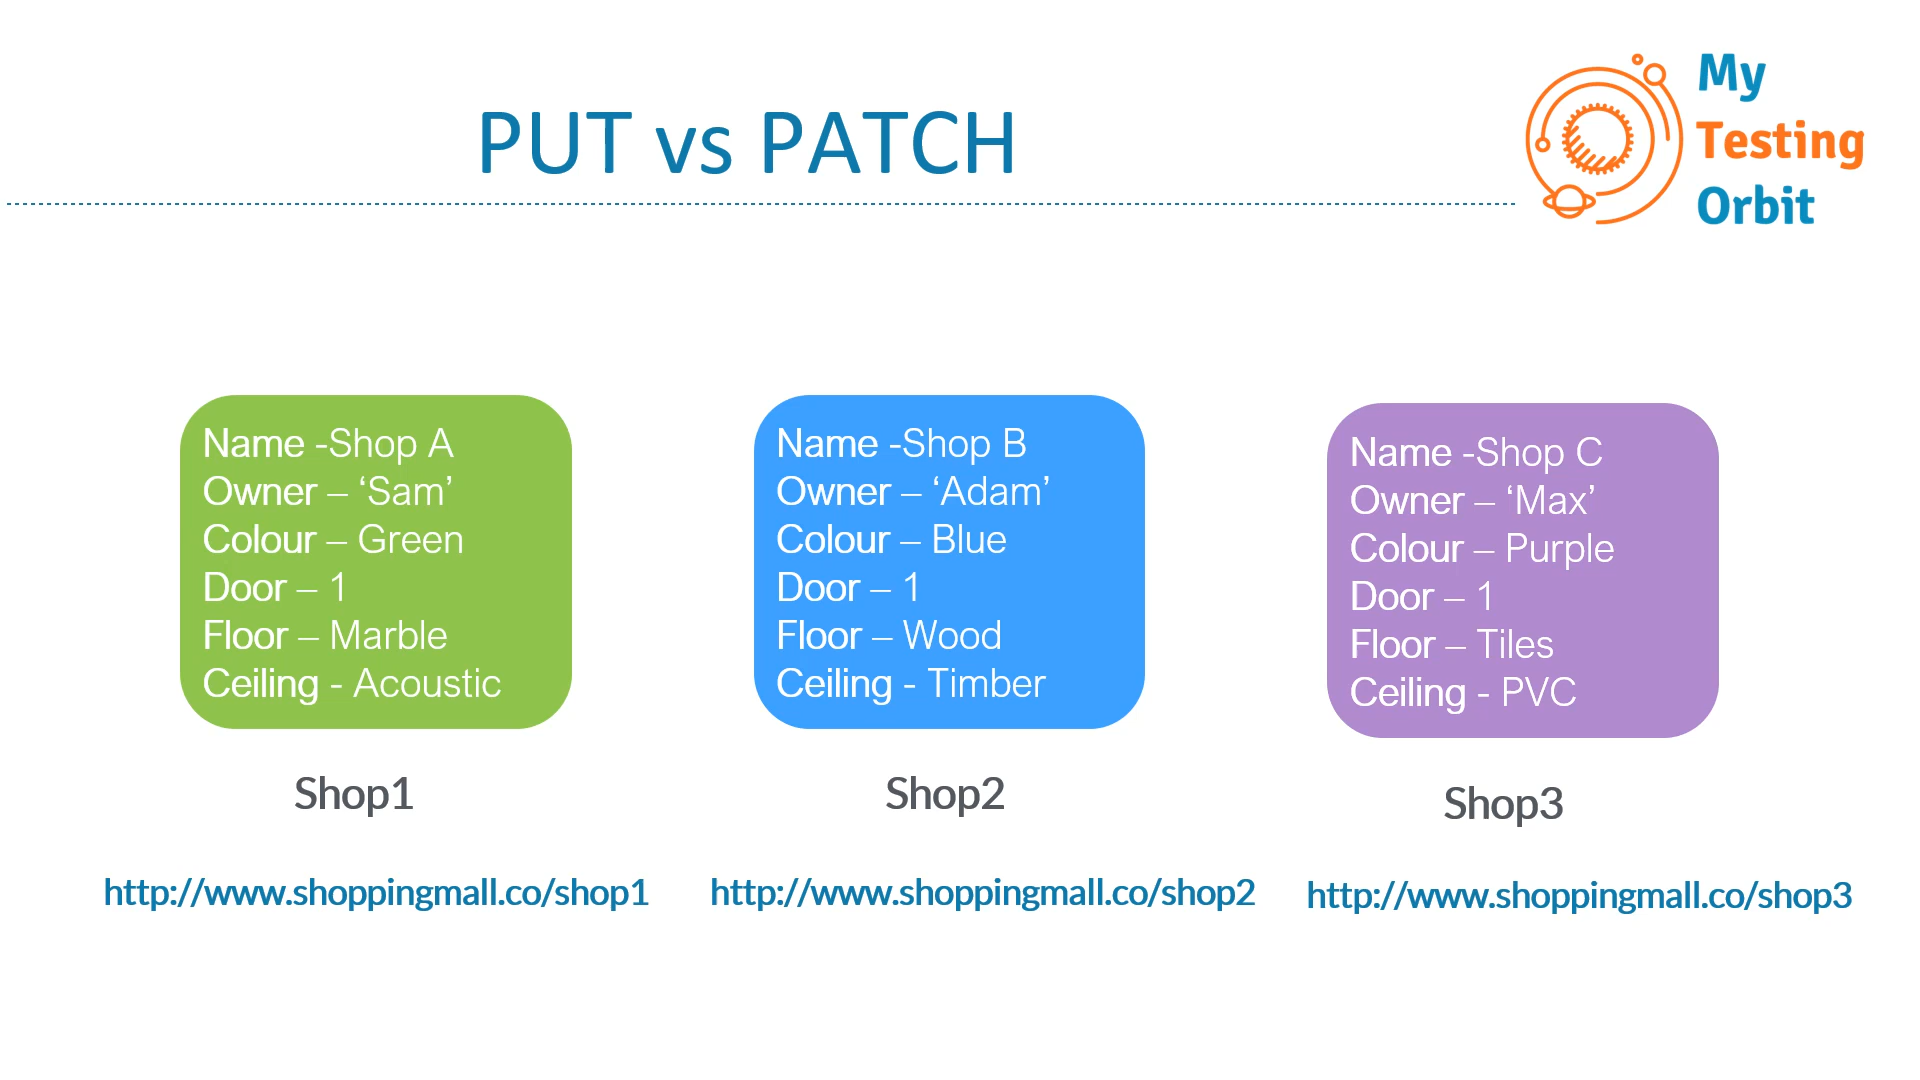 PUT vs PATCH
My
Testing
Orbit
Name -Shop A
Owner – ‘Sam’
Colour – Green
Door – 1
Floor – Marble
Ceiling - Acoustic
Shop1
http://www.shoppingmall.co/shop1
Name -Shop B
Owner – ‘Adam’
Colour – Blue
Door – 1
Floor – Wood
Ceiling - Timber
Shop2
http://www.shoppingmall.co/shop2
Name -Shop C
Owner – ‘Max’
Colour – Purple
Door – 1
Floor – Tiles
Ceiling - PVC
Shop3
http://www.shoppingmall.co/shop3